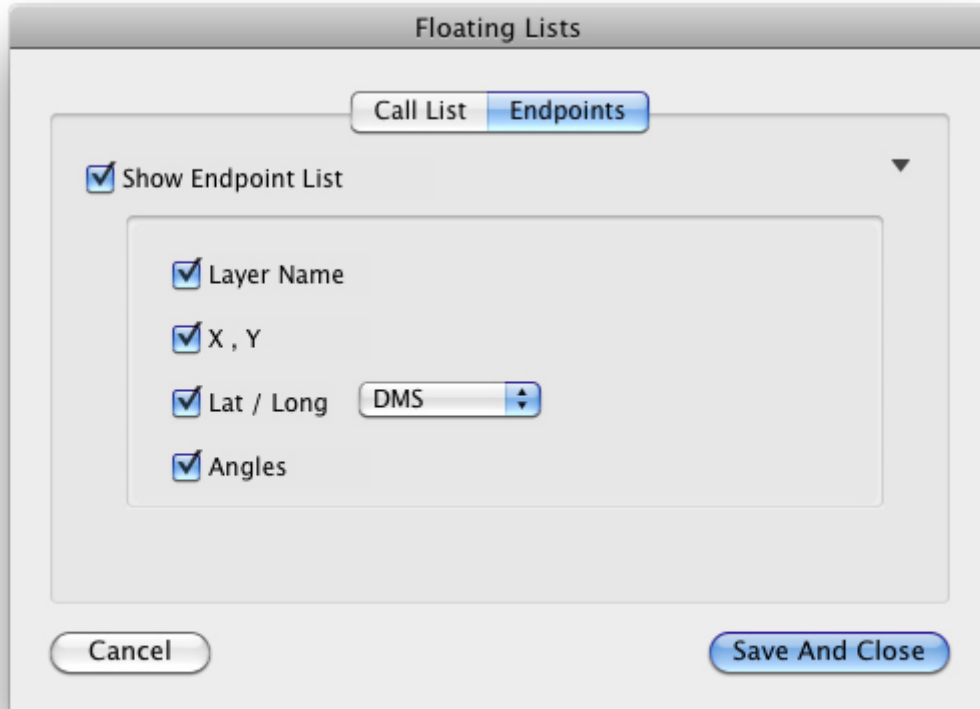 Floating Lists
Call List Endpoints
Show Endpoint List
Layer Name
X , Y
Lat / Long DMS
Angles
Cancel Save And Close